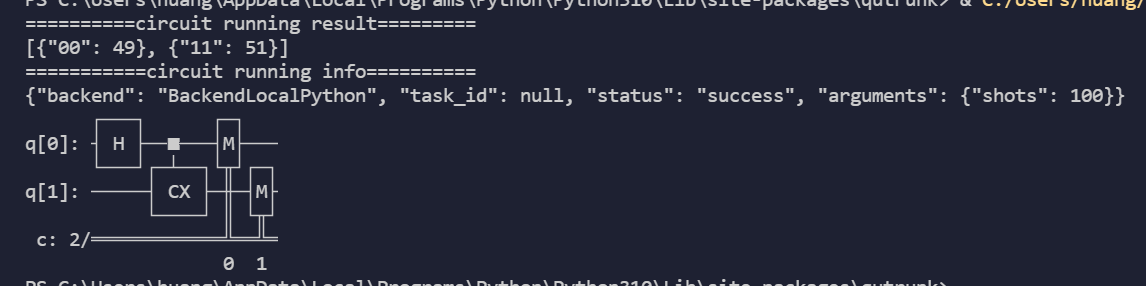 PS C:\Users\huang\AppData\Local\Programs\Python\Python310\Lib\site-packages\qutrunk> & C:/Users/huang/
==========circuit running result=========
[{"00": 49}, {"11": 51}]
===========circuit running info==========
{"backend": "BackendLocalPython", "task_id": null, "status": "success", "arguments": {"shots": 100}}
q[0]: H M
q[1]: CX M
c: 2/
0 1
PS C:\Users\huang\AppData\Local\Programs\Python\Python310\Lib\site-packages\qutrunk>